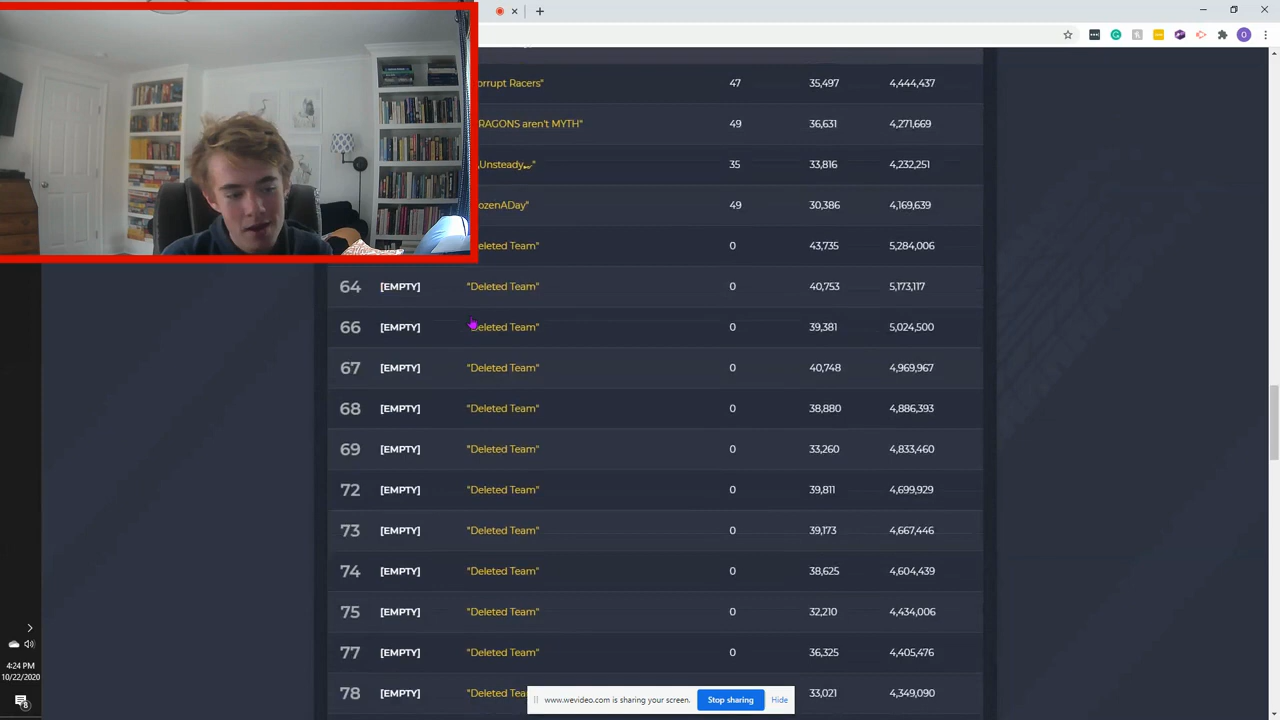 orrupt Racers" 47 35,497 4,444,437
RAGONS aren't MYTH" 49 36,631 4,271,669
Unsteady 35 33,816 4,232,251
ozenADay" 49 30,386 4,169,639
eleted Team" 0 43,735 5,284,006
64 [EMPTY] "Deleted Team" 0 40,753 5,173,117
66 [EMPTY] "Deleted Team" 0 39,381 5,024,500
67 [EMPTY] "Deleted Team" 0 40,748 4,969,967
68 [EMPTY] "Deleted Team" 0 38,880 4,886,393
69 [EMPTY] "Deleted Team" 0 33,260 4,833,460
72 [EMPTY] "Deleted Team" 0 39,811 4,699,929
73 [EMPTY] "Deleted Team" 0 39,173 4,667,446
74 [EMPTY] "Deleted Team" 0 38,625 4,604,439
75 [EMPTY] "Deleted Team" 0 32,210 4,434,006
77 [EMPTY] "Deleted Team" 0 36,325 4,405,476
78 [EMPTY] "Deleted Tea 33,021 4,349,090
www.wevideo.com is sharing your screen. Stop sharing Hide
4:24 PM
10/22/2020
8
O